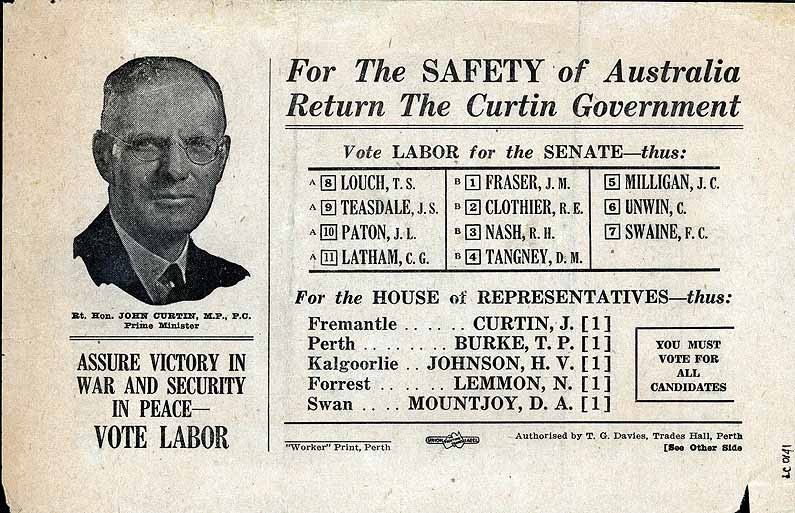 Rt. Hon. JOHN CURTIN, M.P., P.C.
Prime Minister
ASSURE VICTORY IN
WAR AND SECURITY
IN PEACE—
VOTE LABOR
For The SAFETY of Australia
Return The Curtin Government
Vote LABOR for the SENATE—thus:
A 8 LOUCH, T. S. B 1 FRASER, J. M. 5 MILLIGAN, J. C.
A 9 TEASDALE, J. S. B 2 CLOTHIER, R. E. 6 UNWIN, C.
A 10 PATON, J. L. B 3 NASH, R. H. 7 SWAINE, F. C.
A 11 LATHAM, C. G. B 4 TANGNEY, D. M.
For the HOUSE of REPRESENTATIVES—thus:
Fremantle . . . . . . CURTIN, J. [1]
Perth . . . . . . . . BURKE, T. P. [1]
Kalgoorlie . . JOHNSON, H. V. [1]
Forrest . . . . . . LEMMON, N. [1]
Swan . . . . MOUNTJOY, D. A. [1]
YOU MUST
VOTE FOR
ALL
CANDIDATES
"Worker" Print, Perth
UNION LABEL
Authorised by T. G. Davies, Trades Hall, Perth
[See Other Side
LC 0141